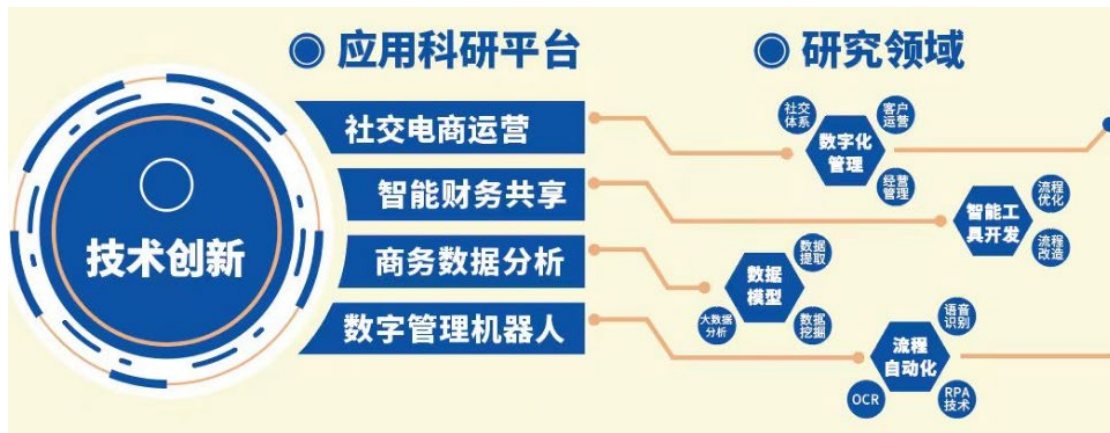 应用科研平台
研究领域
技术创新
社交电商运营
智能财务共享
商务数据分析
数字管理机器人
社交
体系
客户
运营
数字化
管理
经营
管理
智能工
具开发
流程
优化
流程
改造
数据
提取
数据
模型
大数据
分析
数据
挖掘
语音
识别
流程
自动化
OCR
RPA
技术